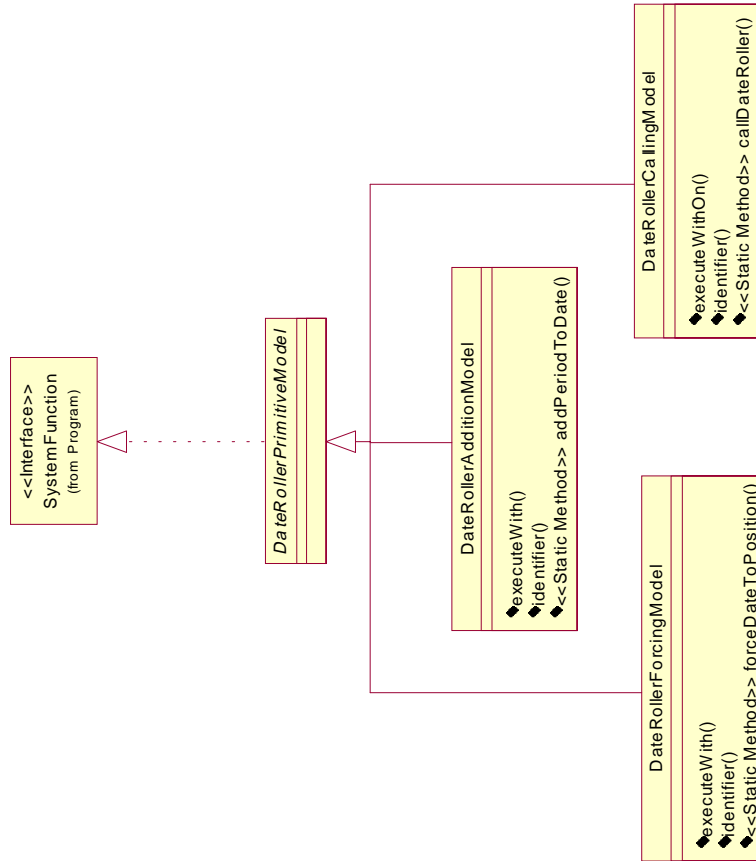 <<Interface>>
SystemFunction
(from Program)
DateRollerPrimitiveModel
DateRollerForcingModel
executeWith()
identifier()
<<Static Method>> forceDateToPosition()
DateRollerAdditionModel
executeWith()
identifier()
<<Static Method>> addPeriodToDate()
DateRollerCallingModel
executeWithOn()
identifier()
<<Static Method>> callDateRoller()